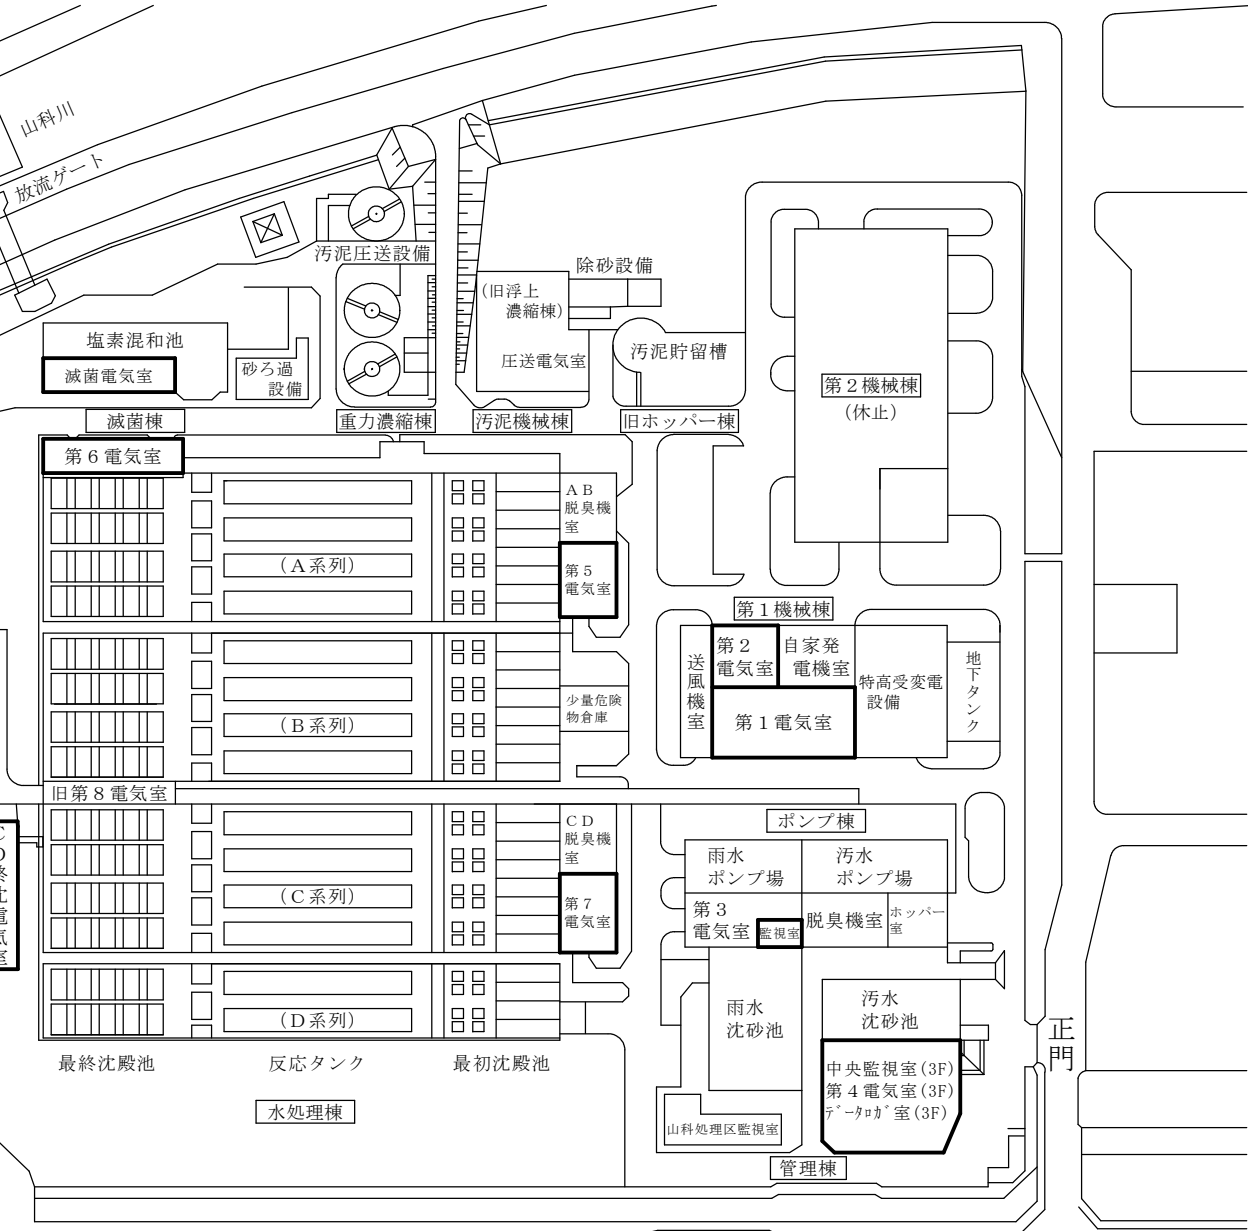 山科川
放流ゲート
汚泥圧送設備
除砂設備
(旧浮上
濃縮棟)
圧送電気室
汚泥貯留槽
塩素混和池
滅菌電気室
砂ろ過
設備
第２機械棟
(休止)
滅菌棟
重力濃縮棟
汚泥機械棟
旧ホッパー棟
第６電気室
ＡＢ
脱臭機
室
(Ａ系列)
第５
電気室
第１機械棟
送風機室
第２
電気室
自家発
電機室
特高受変電
設備
地下タンク
第１電気室
少量危険
物倉庫
(Ｂ系列)
旧第８電気室
ＣＤ終沈電気室
ＣＤ
脱臭機
室
ポンプ棟
雨水
ポンプ場
汚水
ポンプ場
(Ｃ系列)
第７
電気室
第３
電気室
監視室
脱臭機室
ホッパー
室
雨水
沈砂池
汚水
沈砂池
(Ｄ系列)
正門
最終沈殿池
反応タンク
最初沈殿池
中央監視室(3F)
第４電気室(3F)
ﾃﾞｰﾀﾛｶﾞ室(3F)
水処理棟
山科処理区監視室
管理棟